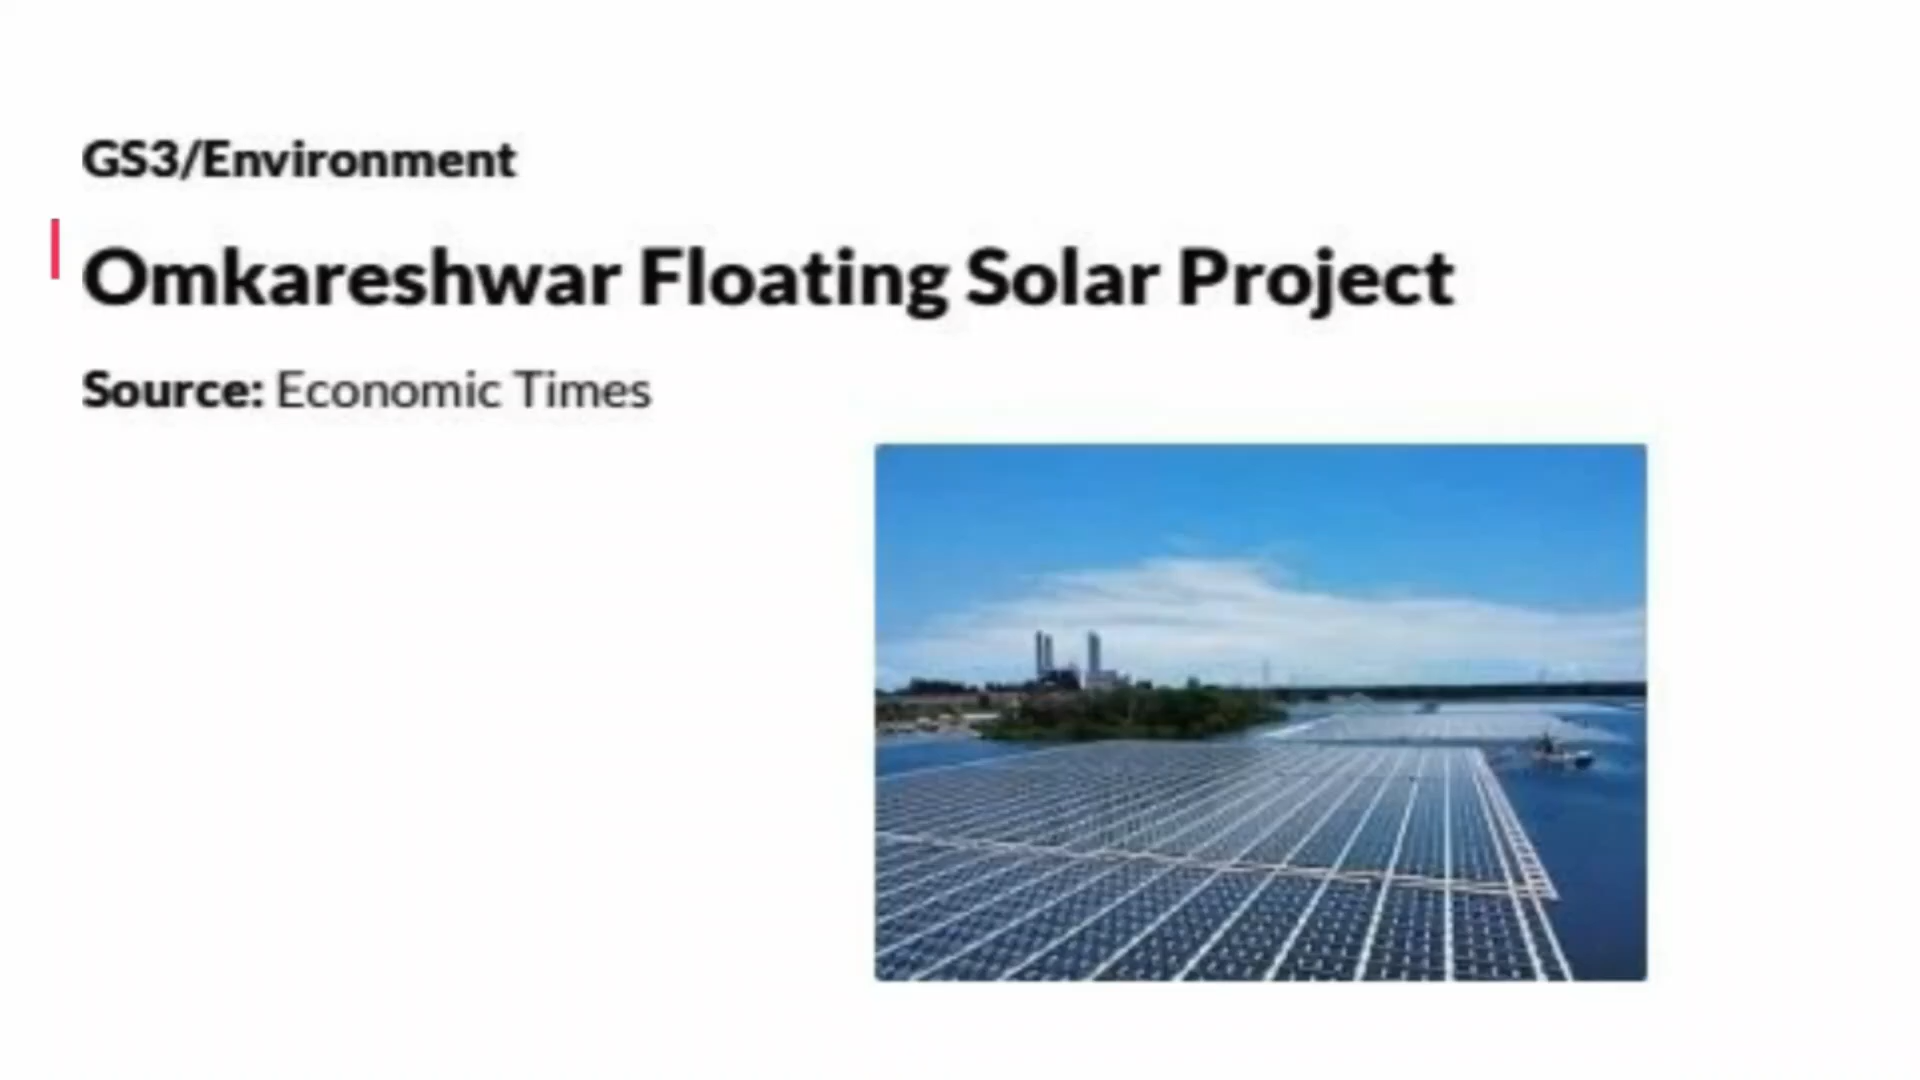 GS3/Environment
Omkareshwar Floating Solar Project
Source: Economic Times